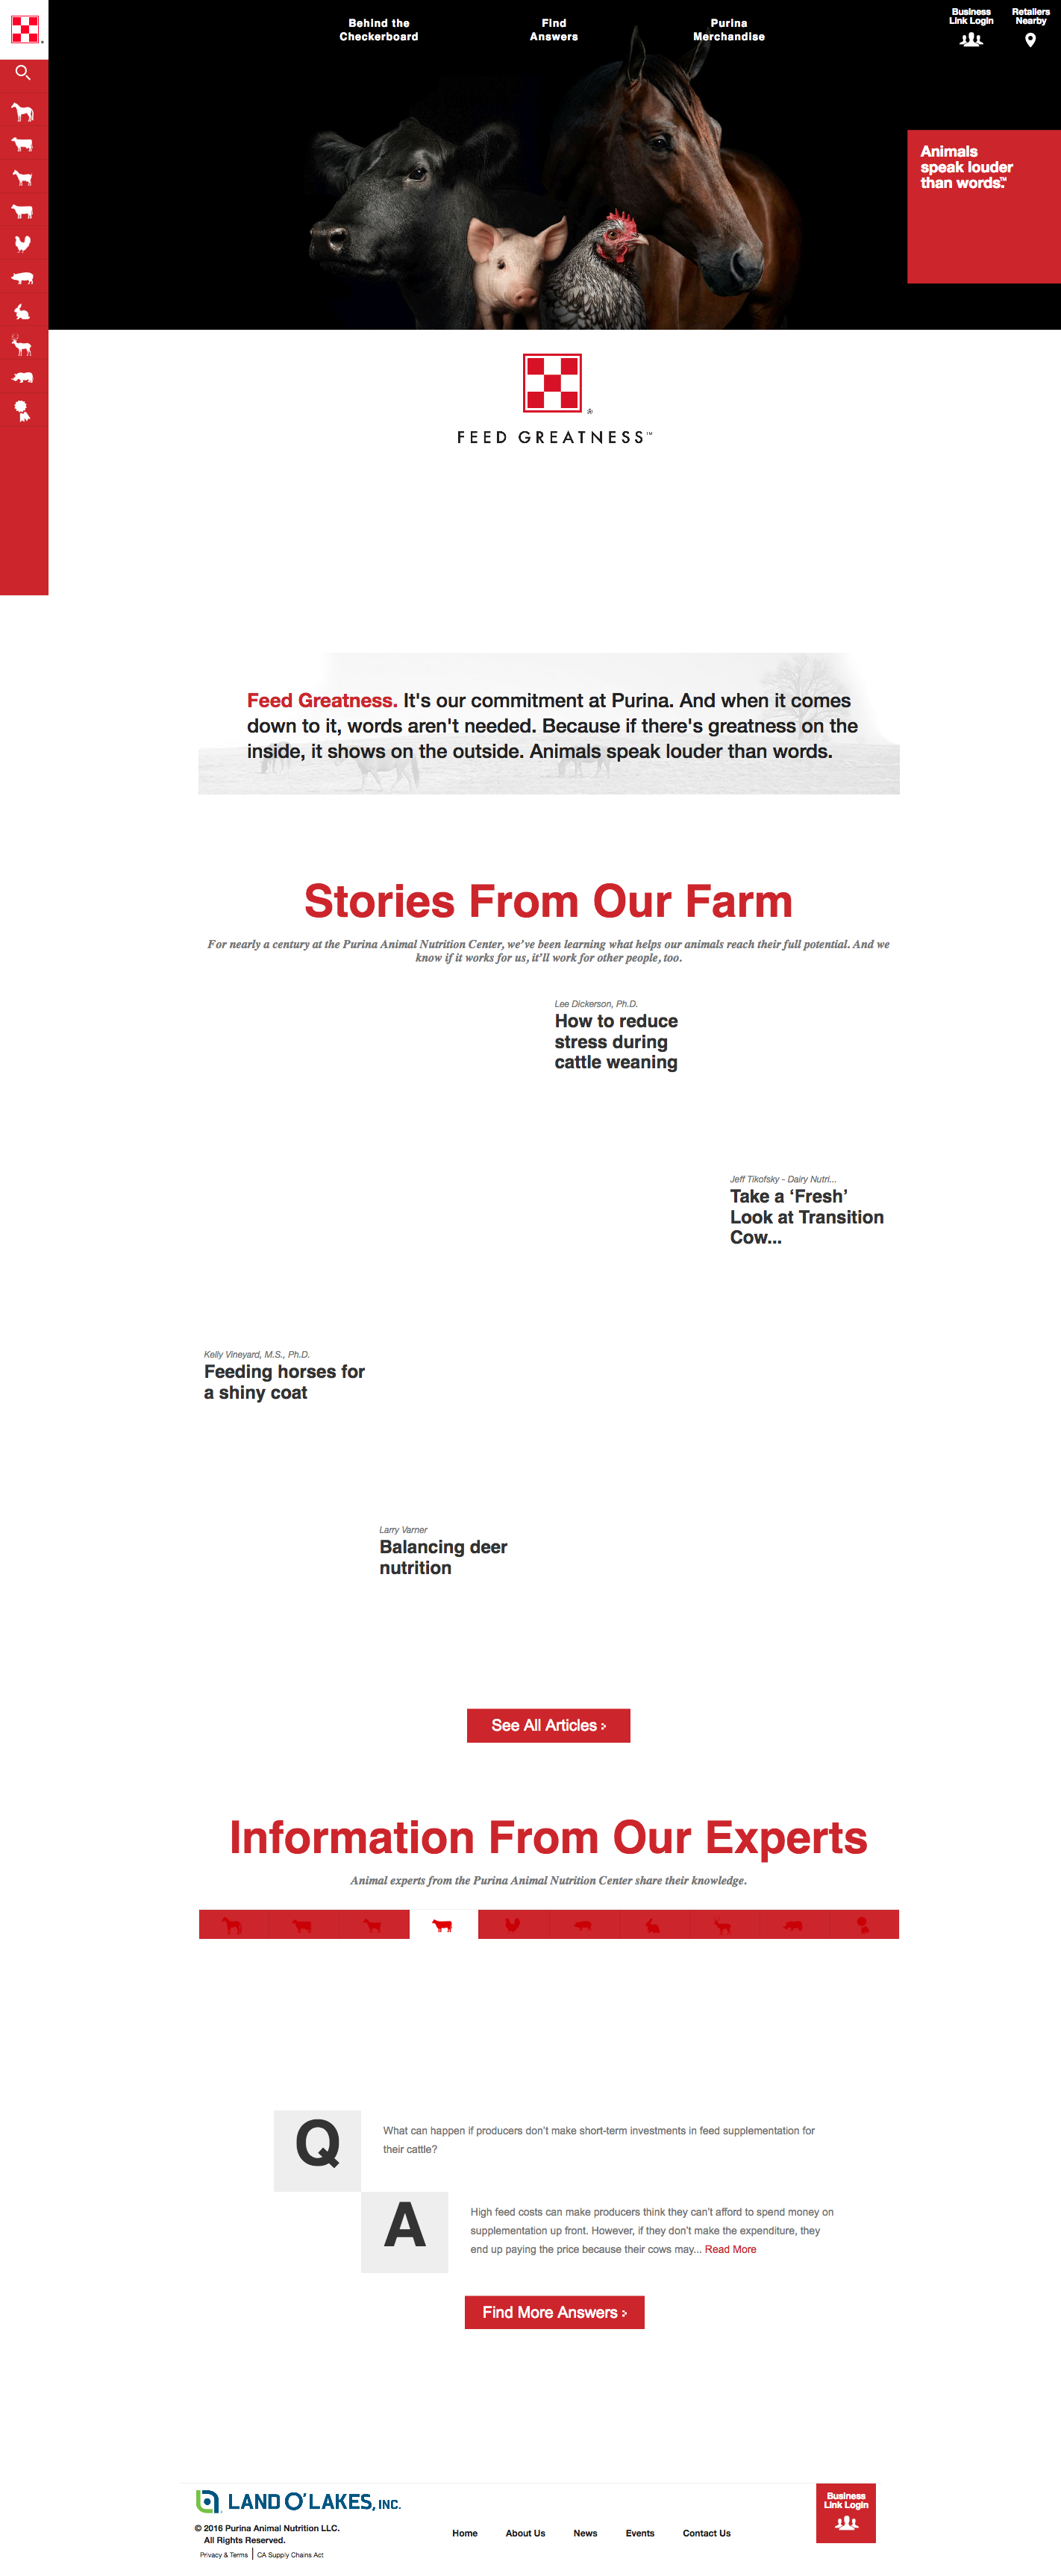 Behind the
Checkerboard
Find
Answers
Purina
Merchandise
Business
Link Login
Retailers
Nearby
Animals
speak louder
than words.™
®
FEED GREATNESS™
Feed Greatness. It's our commitment at Purina. And when it comes
down to it, words aren't needed. Because if there's greatness on the
inside, it shows on the outside. Animals speak louder than words.
Stories From Our Farm
For nearly a century at the Purina Animal Nutrition Center, we've been learning what helps our animals reach their full potential. And we
know if it works for us, it'll work for other people, too.
Lee Dickerson, Ph.D.
How to reduce
stress during
cattle weaning
Jeff Tikofsky - Dairy Nutri...
Take a ‘Fresh’
Look at Transition
Cow...
Kelly Vineyard, M.S., Ph.D.
Feeding horses for
a shiny coat
Larry Varner
Balancing deer
nutrition
See All Articles
Information From Our Experts
Animal experts from the Purina Animal Nutrition Center share their knowledge.
Q
What can happen if producers don’t make short-term investments in feed supplementation for
their cattle?
A
High feed costs can make producers think they can’t afford to spend money on
supplementation up front. However, if they don’t make the expenditure, they
end up paying the price because their cows may... Read More
Find More Answers
LAND O'LAKES, INC.
© 2016 Purina Animal Nutrition LLC.
All Rights Reserved.
Privacy & Terms | CA Supply Chains Act
Home
About Us
News
Events
Contact Us
Business
Link Login